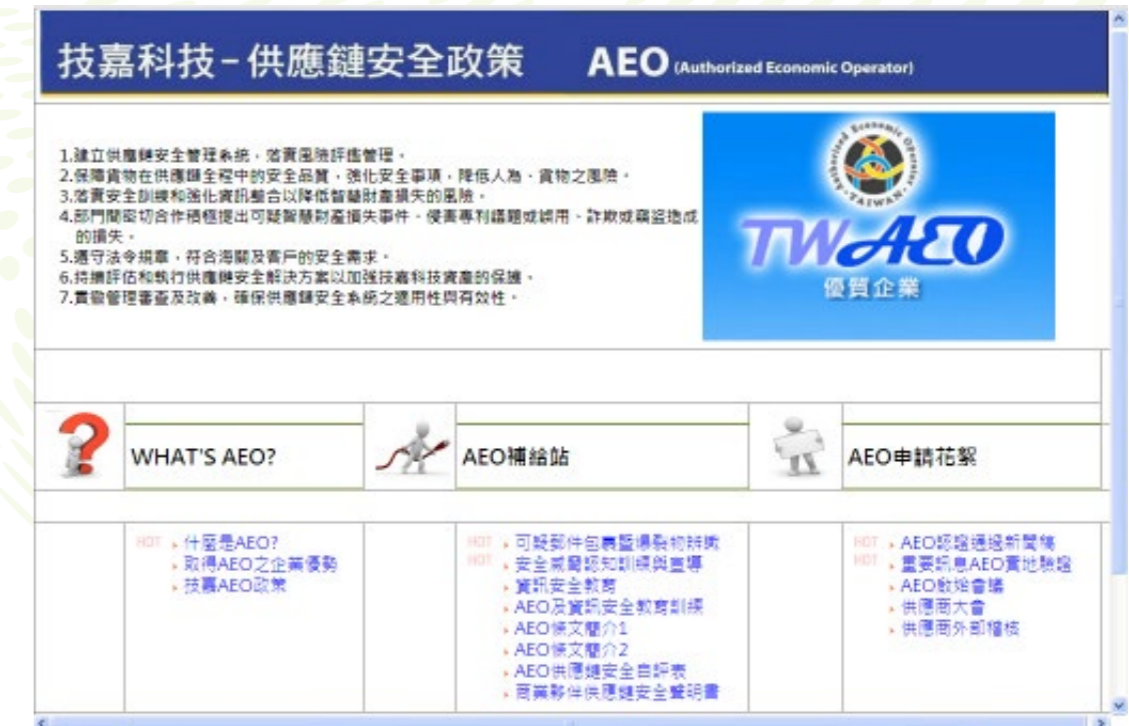 技嘉科技-供應鏈安全政策 AEO (Authorized Economic Operator)
1.建立供應鏈安全管理系統，落實風險評鑑管理。
2.保障貨物在供應鏈全程中的安全品質，強化安全事項，降低人為、貨物之風險。
3.落實安全訓練和強化資訊整合以降低智慧財產損失的風險。
4.部門間密切合作積極提出可疑智慧財產損失事件、侵害專利議題或誤用、詐欺或竊盜造成
的損失。
5.遵守法令規章，符合海關及客戶的安全需求。
6.持續評估和執行供應鏈安全解決方案以加強技嘉科技資產的保護。
7.貫徹管理審查及改善，確保供應鏈安全系統之適用性與有效性。
Authorized Economic Operator
TAIWAN
TWAEO
優質企業
WHAT'S AEO?
AEO補給站
AEO申請花絮
HOT 什麼是AEO?
取得AEO之企業優勢
技嘉AEO政策
HOT 可疑郵件包裹暨爆裂物辨識
HOT 安全威脅認知訓練與宣導
資訊安全教育
AEO及資訊安全教育訓練
AEO條文簡介1
AEO條文簡介2
AEO供應鏈安全自評表
商業夥伴供應鏈安全聲明書
HOT AEO認證通過新聞稿
HOT 重要訊息AEO實地驗證
AEO啟始會議
供應商大會
供應商外部稽核